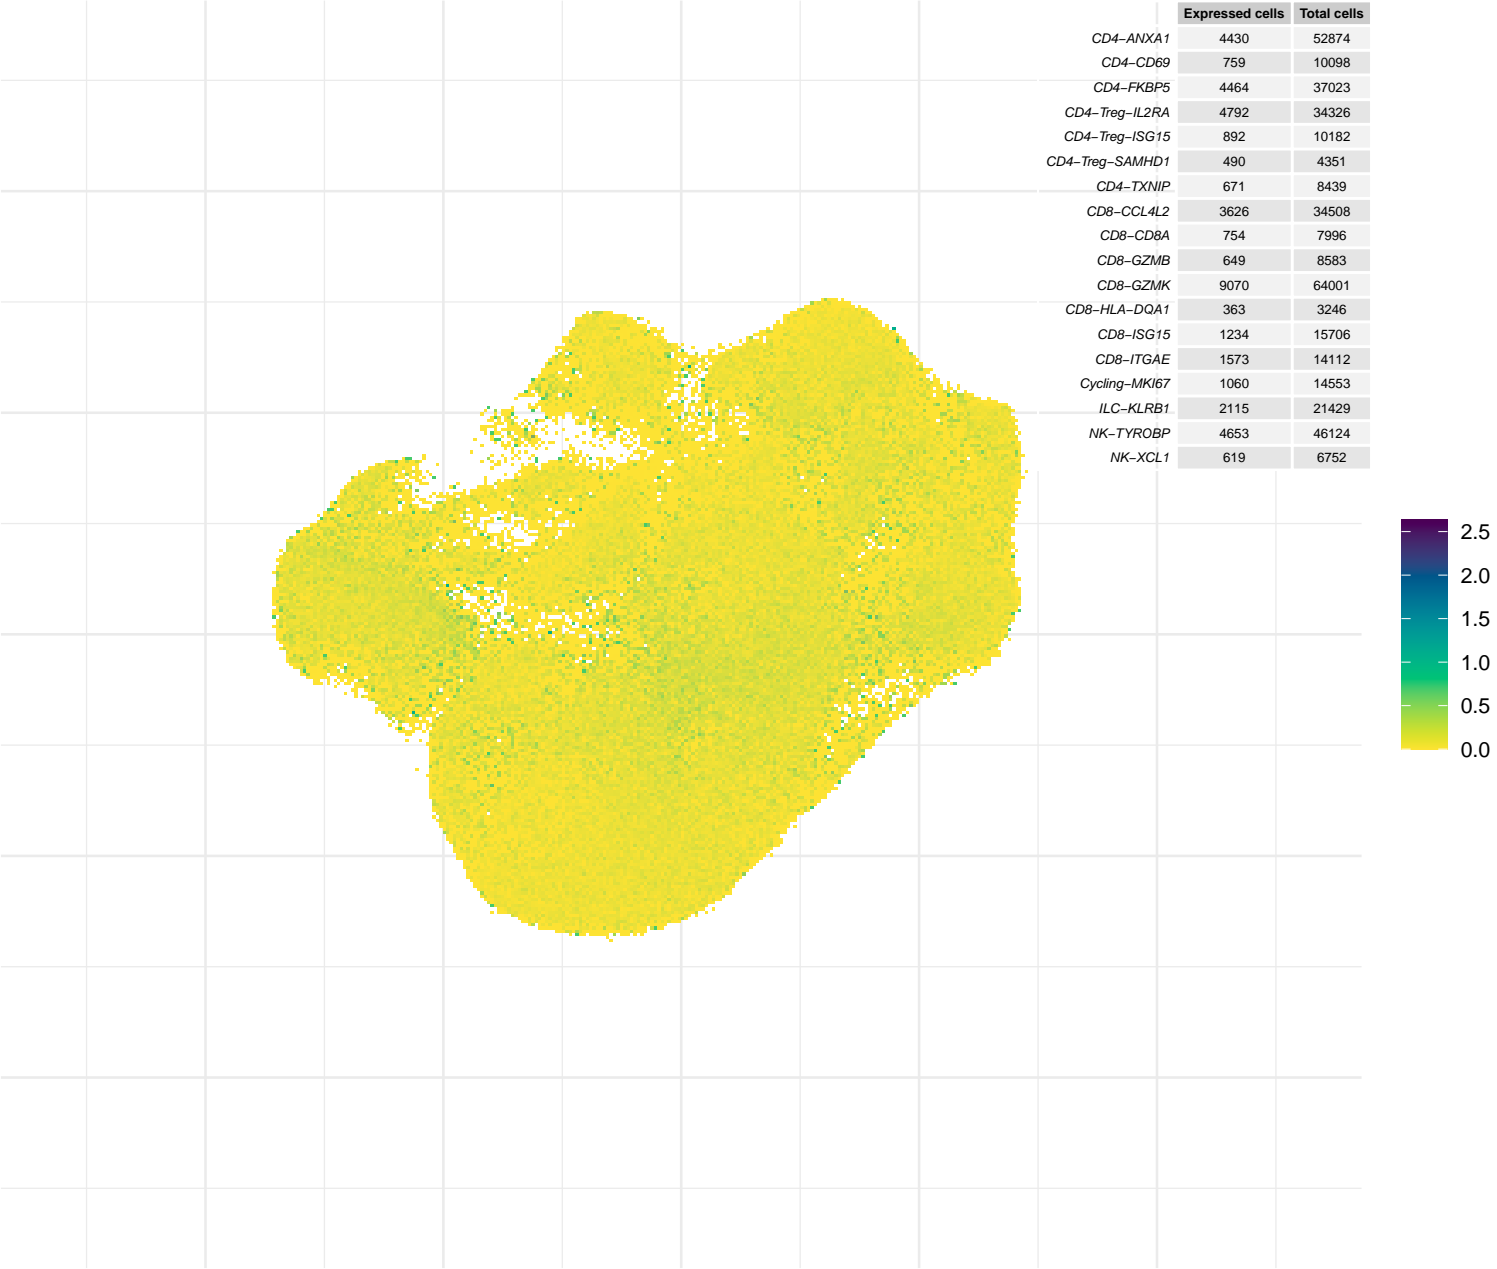 Expressed cells Total cells
CD4−ANXA1 4430 52874
CD4−CD69 759 10098
CD4−FKBP5 4464 37023
CD4−Treg−IL2RA 4792 34326
CD4−Treg−ISG15 892 10182
CD4−Treg−SAMHD1 490 4351
CD4−TXNIP 671 8439
CD8−CCL4L2 3626 34508
CD8−CD8A 754 7996
CD8−GZMB 649 8583
CD8−GZMK 9070 64001
CD8−HLA−DQA1 363 3246
CD8−ISG15 1234 15706
CD8−ITGAE 1573 14112
Cycling−MKI67 1060 14553
ILC−KLRB1 2115 21429
NK−TYROBP 4653 46124
NK−XCL1 619 6752
2.5
2.0
1.5
1.0
0.5
0.0